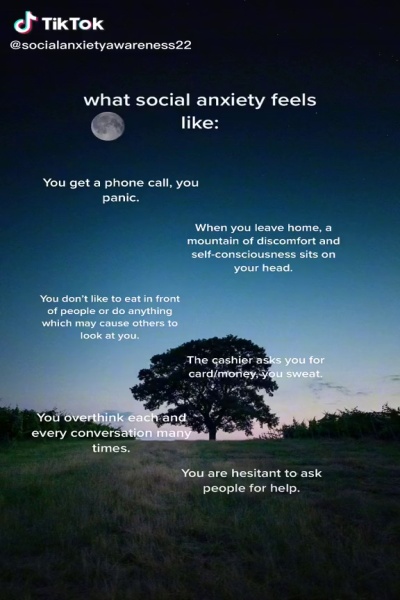 TikTok
@socialanxietyawareness22
what social anxiety feels
like:
You get a phone call, you
panic.
When you leave home, a
mountain of discomfort and
self-consciousness sits on
your head.
You don't like to eat in front
of people or do anything
which may cause others to
look at you.
The cashier asks you for
card/money, you sweat.
You overthink each and
every conversation many
times.
You are hesitant to ask
people for help.